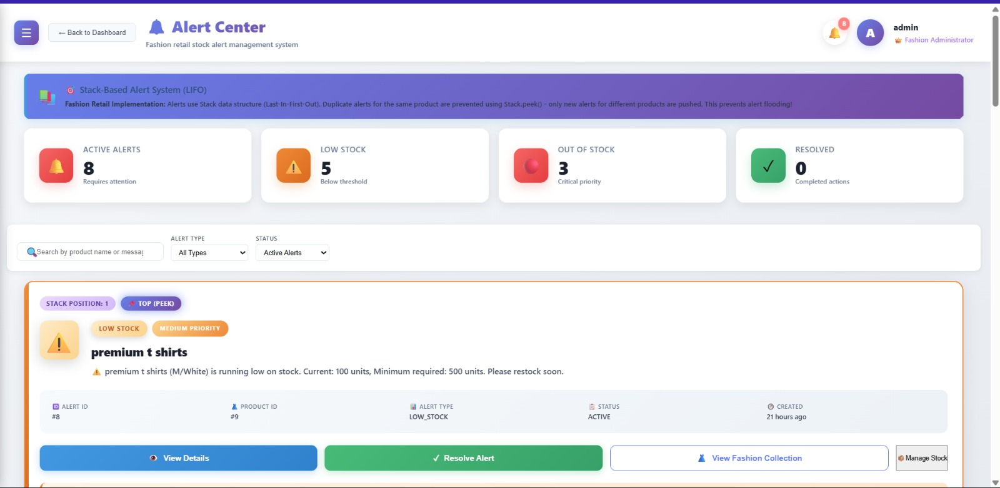 ← Back to Dashboard
Alert Center
Fashion retail stock alert management system
8
A
admin
Fashion Administrator
Stack-Based Alert System (LIFO)
Fashion Retail Implementation: Alerts use Stack data structure (Last-In-First-Out). Duplicate alerts for the same product are prevented using Stack.peek() - only new alerts for different products are pushed. This prevents alert flooding!
ACTIVE ALERTS
8
Requires attention
LOW STOCK
5
Below threshold
OUT OF STOCK
3
Critical priority
RESOLVED
0
Completed actions
Search by product name or messag
ALERT TYPE
All Types
STATUS
Active Alerts
STACK POSITION: 1
TOP (PEEK)
LOW STOCK
MEDIUM PRIORITY
premium t shirts
premium t shirts (M/White) is running low on stock. Current: 100 units, Minimum required: 500 units. Please restock soon.
ALERT ID
#8
PRODUCT ID
#9
ALERT TYPE
LOW_STOCK
STATUS
ACTIVE
CREATED
21 hours ago
View Details
✓ Resolve Alert
View Fashion Collection
Manage Stock